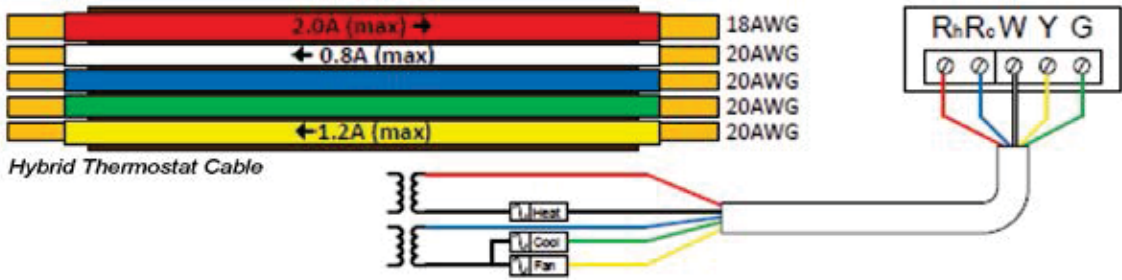 2.0A (max) → 18AWG
← 0.8A (max) 20AWG
20AWG
20AWG
←1.2A (max) 20AWG
Hybrid Thermostat Cable
Rh Rc W Y G
Heat
Cool
Fan